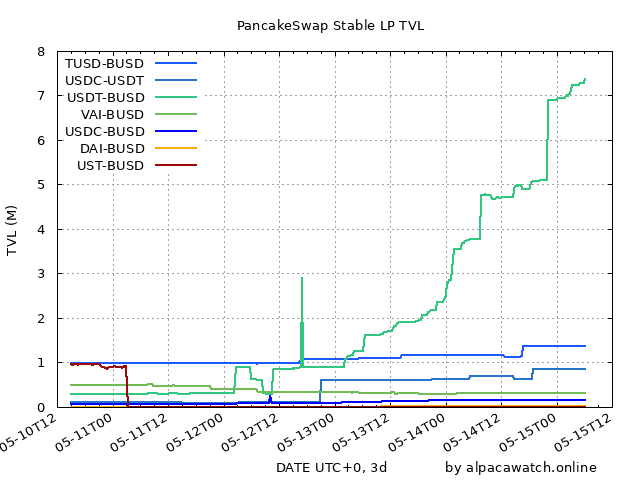 PancakeSwap Stable LP TVL
TVL (M)
8
7
6
5
4
3
2
1
0
TUSD-BUSD
USDC-USDT
USDT-BUSD
VAI-BUSD
USDC-BUSD
DAI-BUSD
UST-BUSD
05-10T12
05-11T00
05-11T12
05-12T00
05-12T12
05-13T00
05-13T12
05-14T00
05-14T12
05-15T00
05-15T12
DATE UTC+0, 3d
by alpacawatch.online